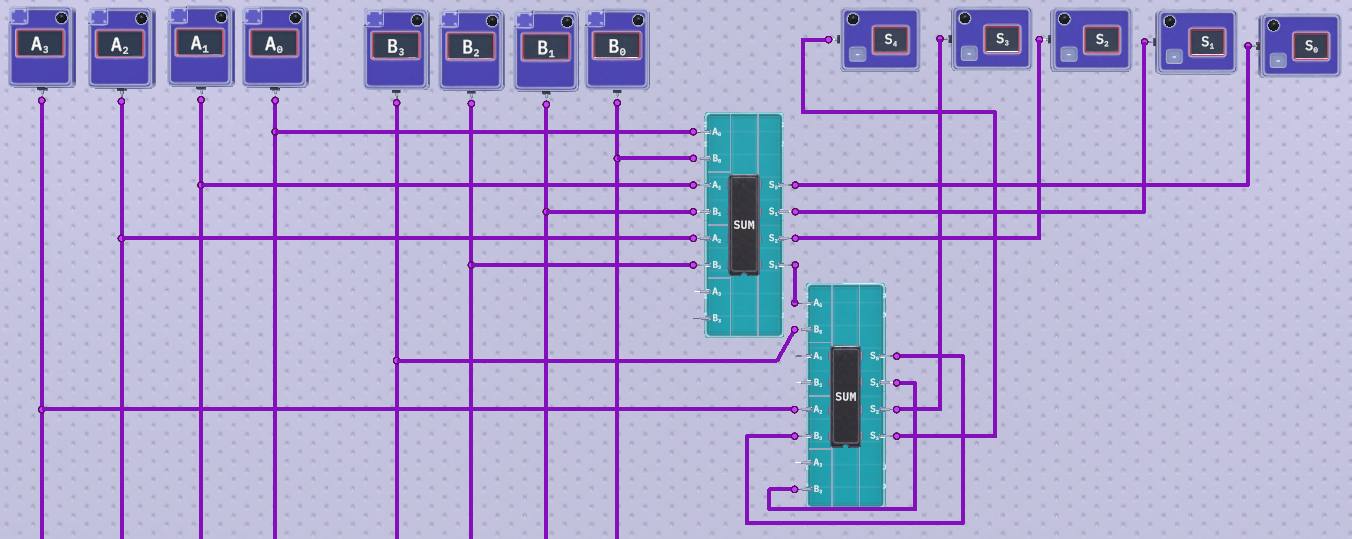 A₃ A₂ A₁ A₀ B₃ B₂ B₁ B₀ S₄ S₃ S₂ S₁ S₀
- - - - -
A₀
B₀
A₁ S₀
B₁ S₁
SUM
A₂ S₂
B₂ S₃
A₃
B₃
A₀
B₀
A₁ S₀
B₁ S₁
SUM
A₂ S₂
B₂ S₃
A₃
B₃